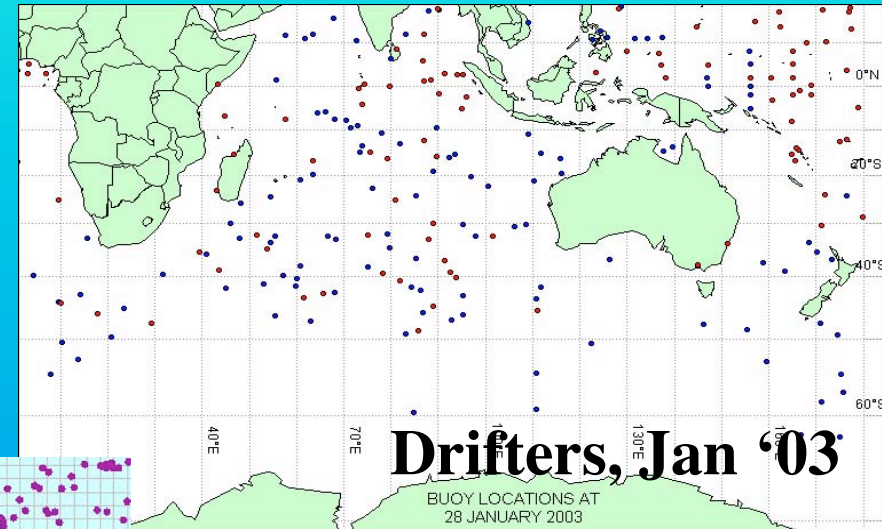 0°N
20°S
40°S
60°S
40°E
70°E
130°E
Drifters, Jan ‘03
BUOY LOCATIONS AT
28 JANUARY 2003